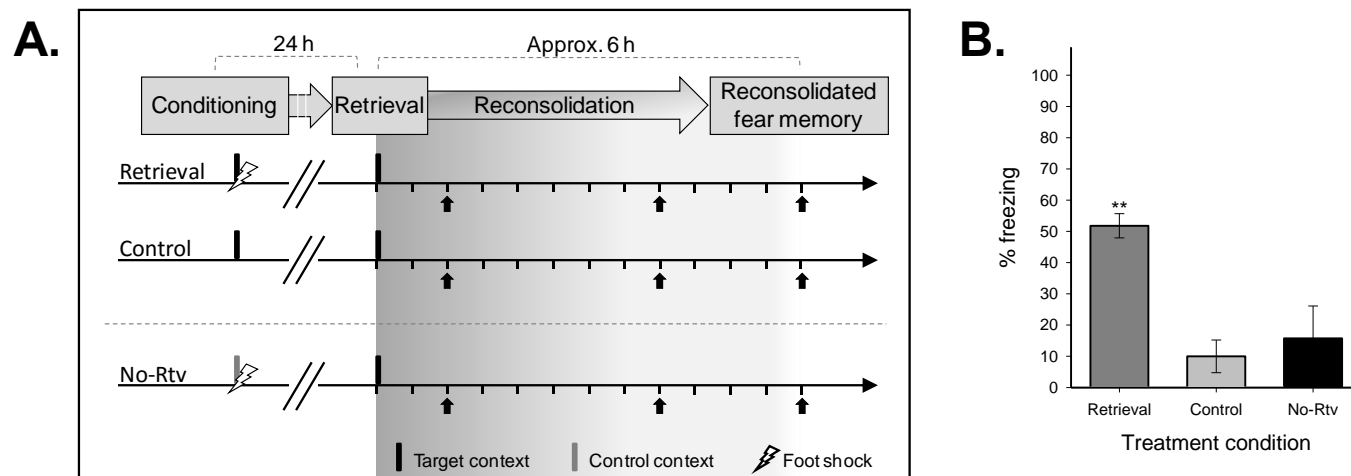 A.
24 h
Approx. 6 h
Conditioning
Retrieval
Reconsolidation
Reconsolidated
fear memory
Retrieval
Control
No-Rtv
Target context
Control context
Foot shock
B.
% freezing
100
90
80
70
60
50
40
30
20
10
0
**
Retrieval
Control
No-Rtv
Treatment condition